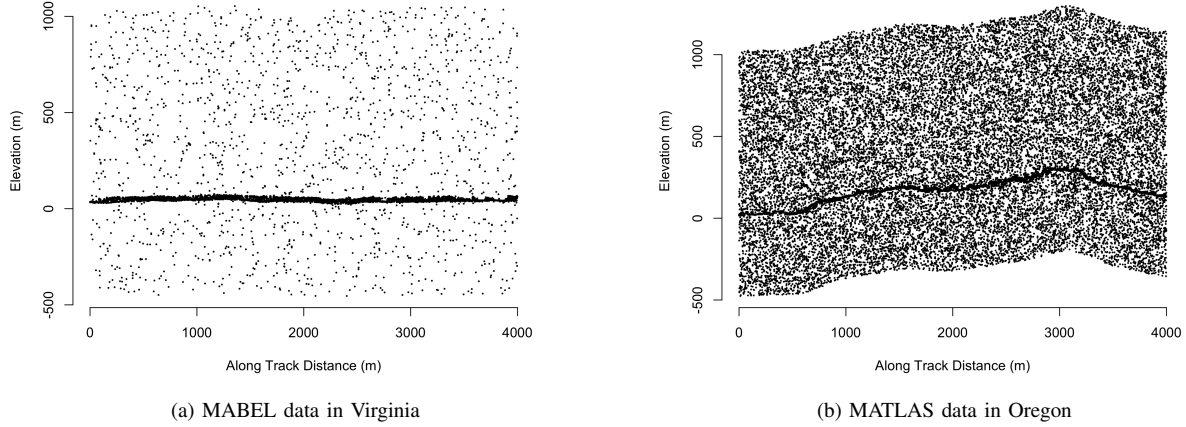 1000
500
0
-500
Elevation (m)
0 1000 2000 3000 4000
Along Track Distance (m)
(a) MABEL data in Virginia
1000
500
0
-500
Elevation (m)
0 1000 2000 3000 4000
Along Track Distance (m)
(b) MATLAS data in Oregon